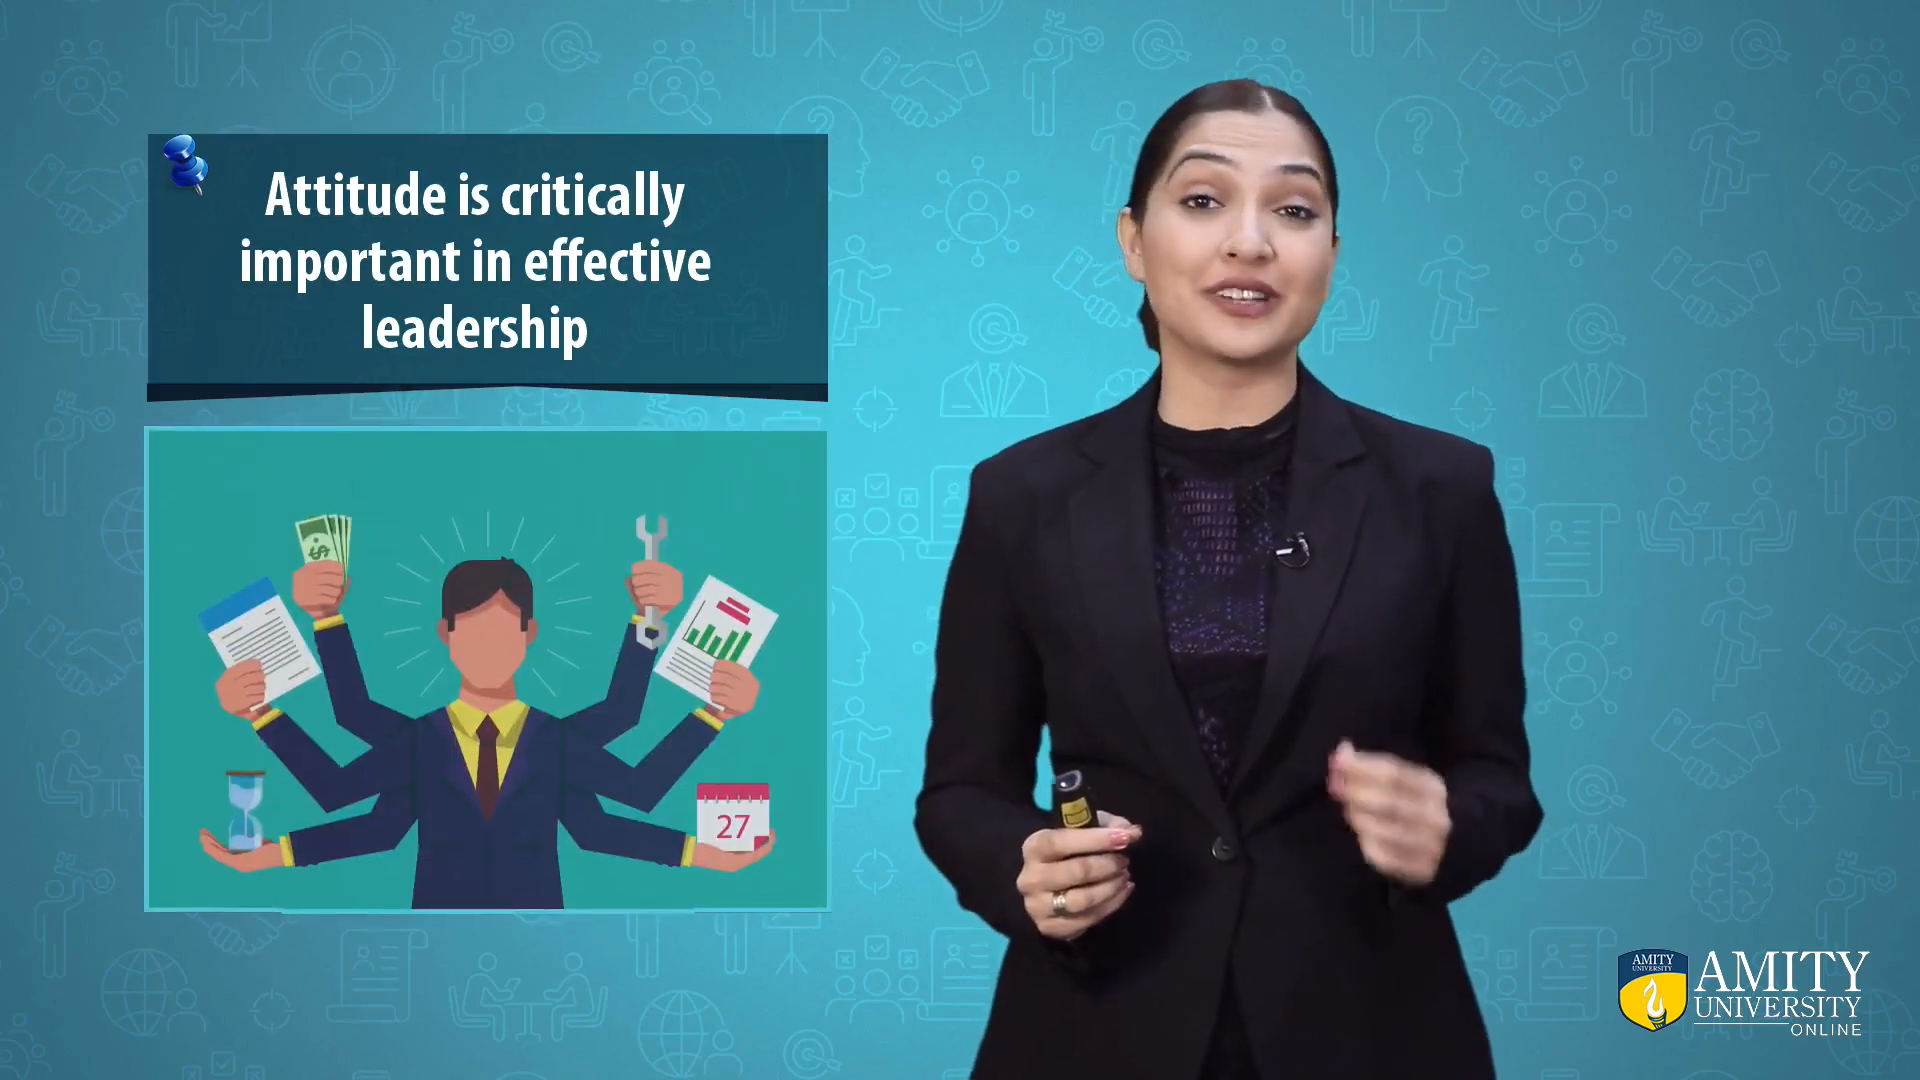 Attitude is critically
important in effective
leadership
27
AMITY
UNIVERSITY
AMITY
UNIVERSITY
ONLINE